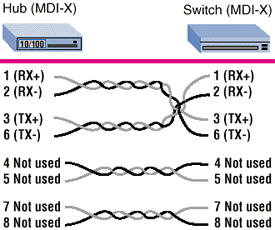 Hub (MDI-X) Switch (MDI-X)
10/100
1 (RX+) 1 (RX+)
2 (RX-) 2 (RX-)
3 (TX+) 3 (TX+)
6 (TX-) 6 (TX-)
4 Not used 4 Not used
5 Not used 5 Not used
7 Not used 7 Not used
8 Not used 8 Not used